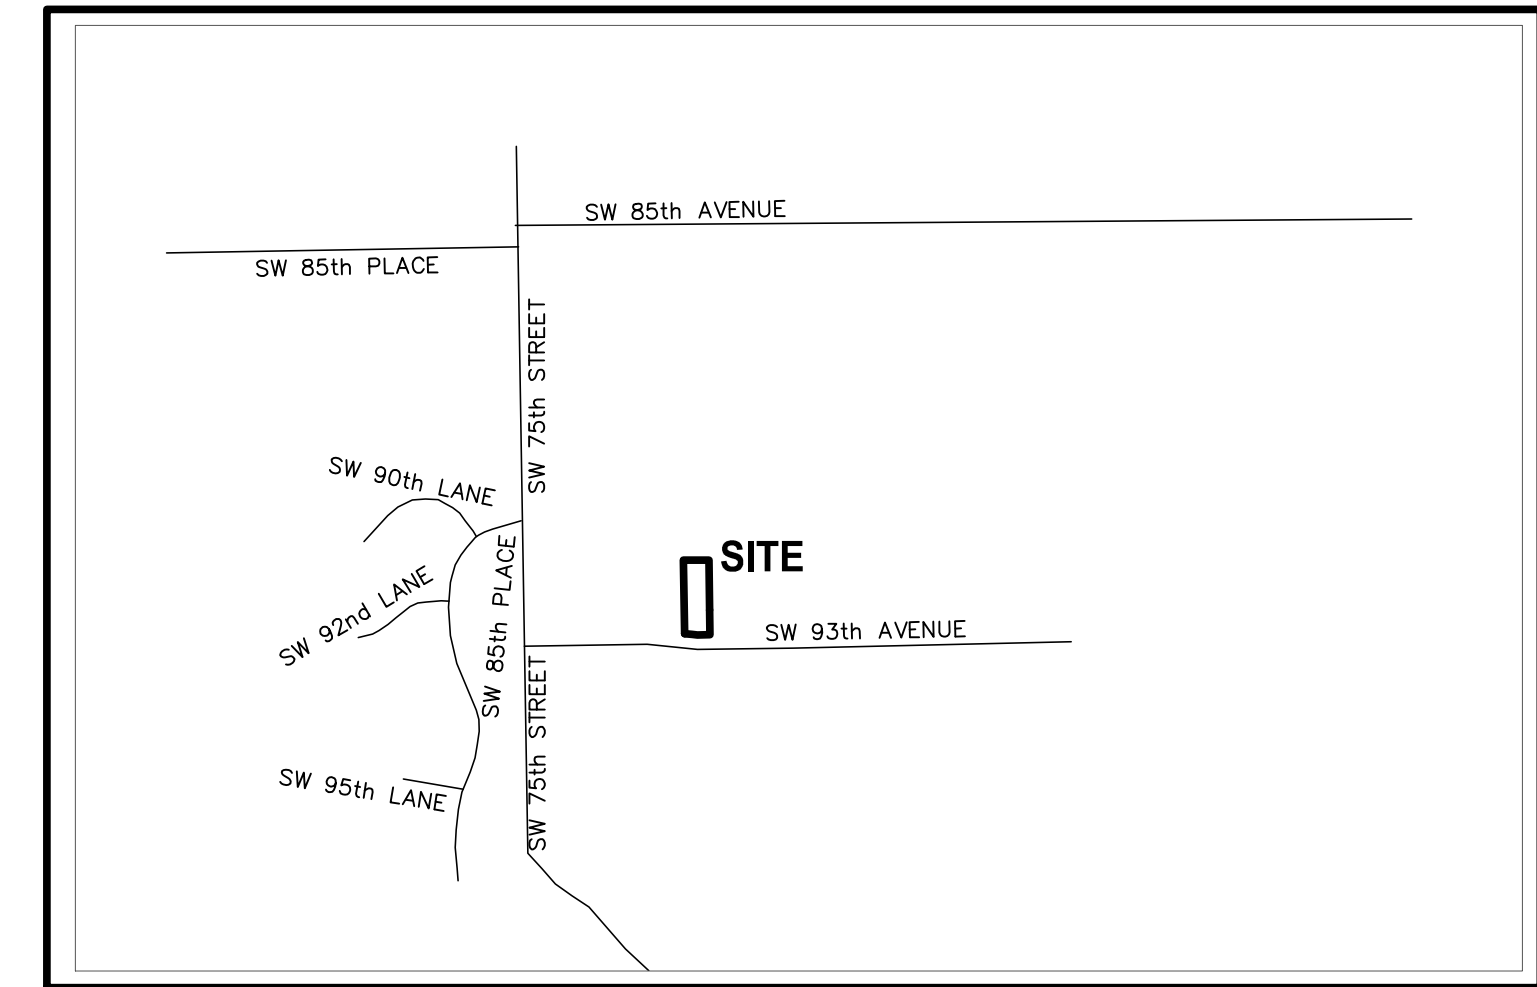 SW 85th AVENUE
SW 85th PLACE
SW 75th STREET
SW 90th LANE
SITE
SW 92nd LANE
SW 85th PLACE
SW 93th AVENUE
SW 75th STREET
SW 95th LANE